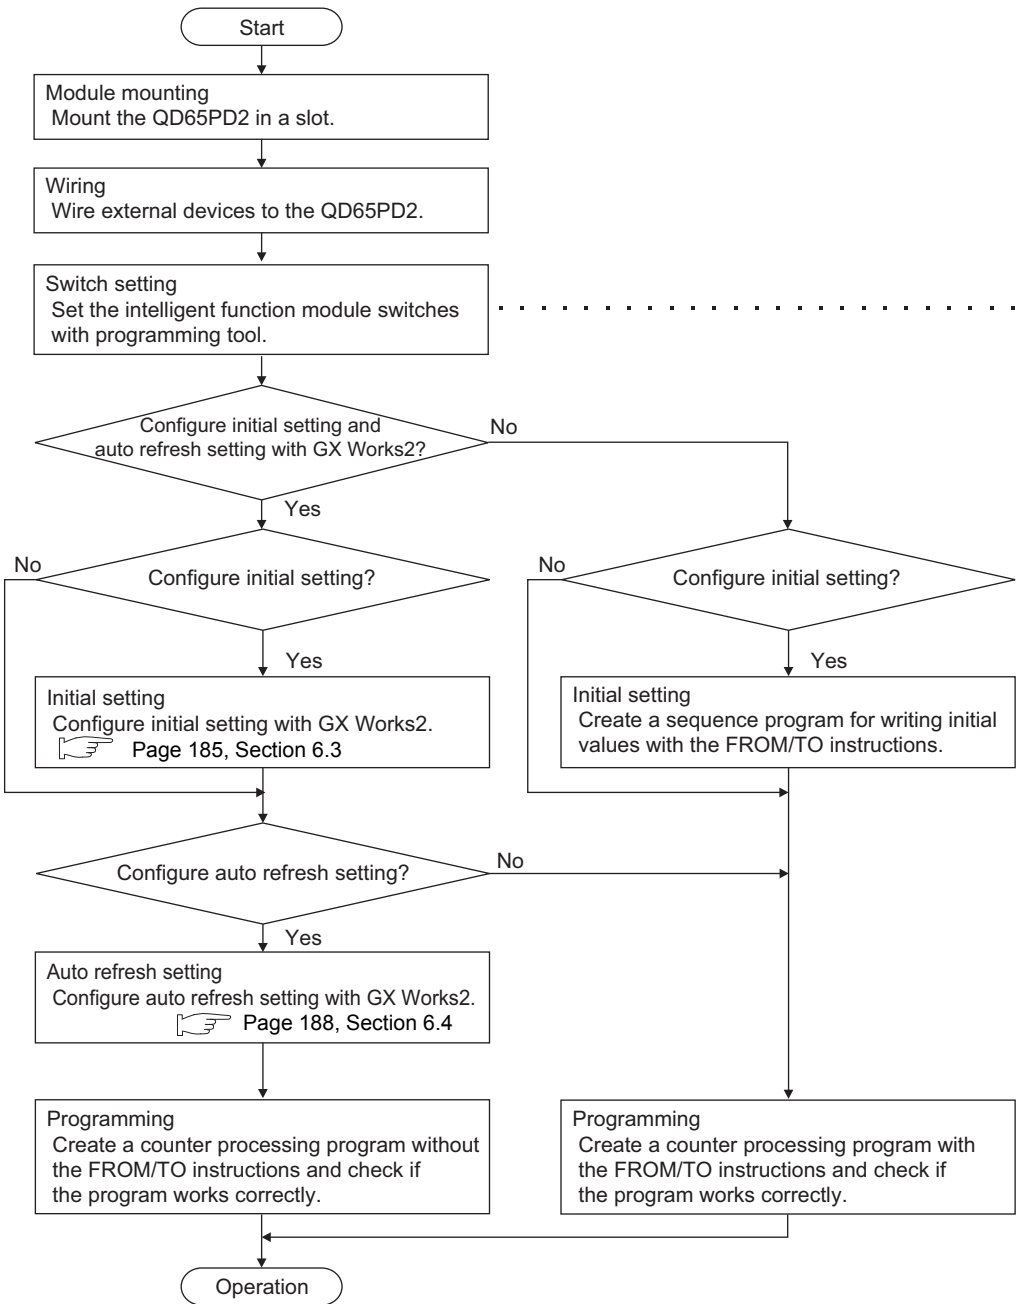 Start
Module mounting
Mount the QD65PD2 in a slot.
Wiring
Wire external devices to the QD65PD2.
Switch setting
Set the intelligent function module switches
with programming tool.
Configure initial setting and
auto refresh setting with GX Works2?
No
Yes
No
Configure initial setting?
No
Configure initial setting?
Yes
Yes
Initial setting
Configure initial setting with GX Works2.
Page 185, Section 6.3
Initial setting
Create a sequence program for writing initial
values with the FROM/TO instructions.
Configure auto refresh setting?
No
Yes
Auto refresh setting
Configure auto refresh setting with GX Works2.
Page 188, Section 6.4
Programming
Create a counter processing program without
the FROM/TO instructions and check if
the program works correctly.
Programming
Create a counter processing program with
the FROM/TO instructions and check if
the program works correctly.
Operation